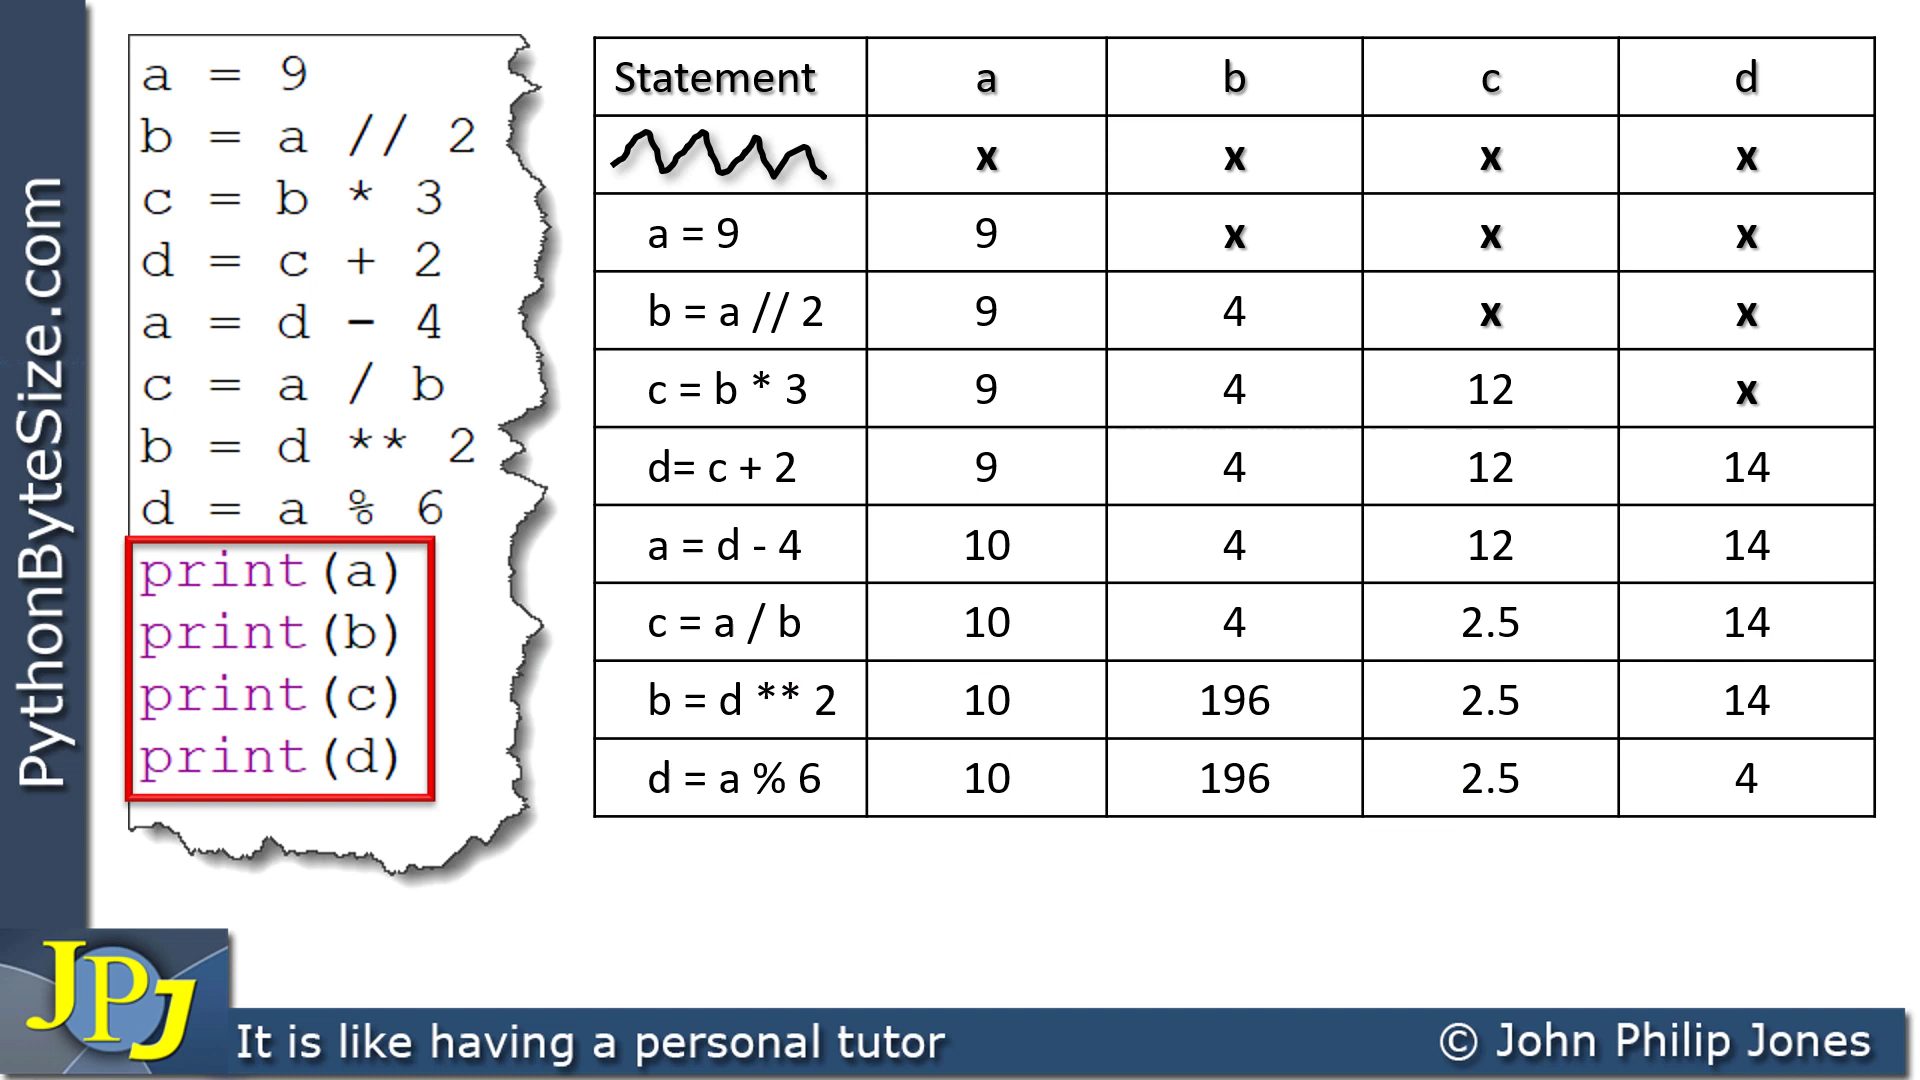 PythonByteSize.com
a = 9
b = a // 2
c = b * 3
d = c + 2
a = d - 4
c = a / b
b = d ** 2
d = a % 6
print(a)
print(b)
print(c)
print(d)
Statement a b c d
x x x x
a = 9 9 x x x
b = a // 2 9 4 x x
c = b * 3 9 4 12 x
d= c + 2 9 4 12 14
a = d - 4 10 4 12 14
c = a / b 10 4 2.5 14
b = d ** 2 10 196 2.5 14
d = a % 6 10 196 2.5 4
JPJ
It is like having a personal tutor
© John Philip Jones